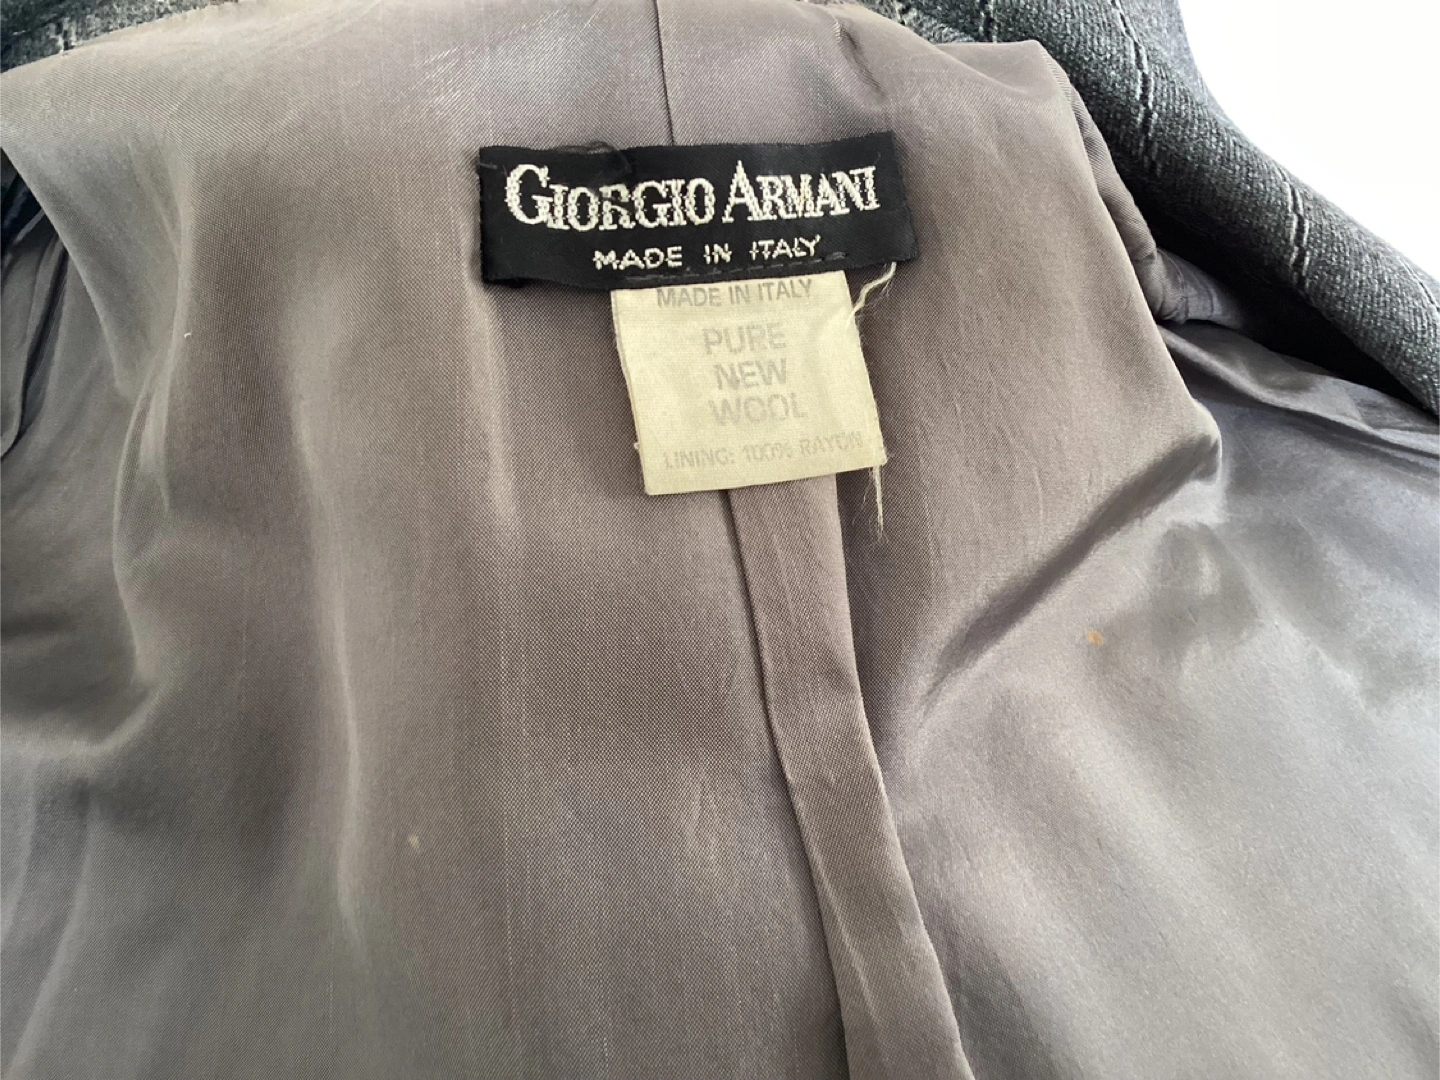 GIORGIO ARMANI
MADE IN ITALY
MADE IN ITALY
PURE
NEW
WOOL
LINING: 100% RAYON